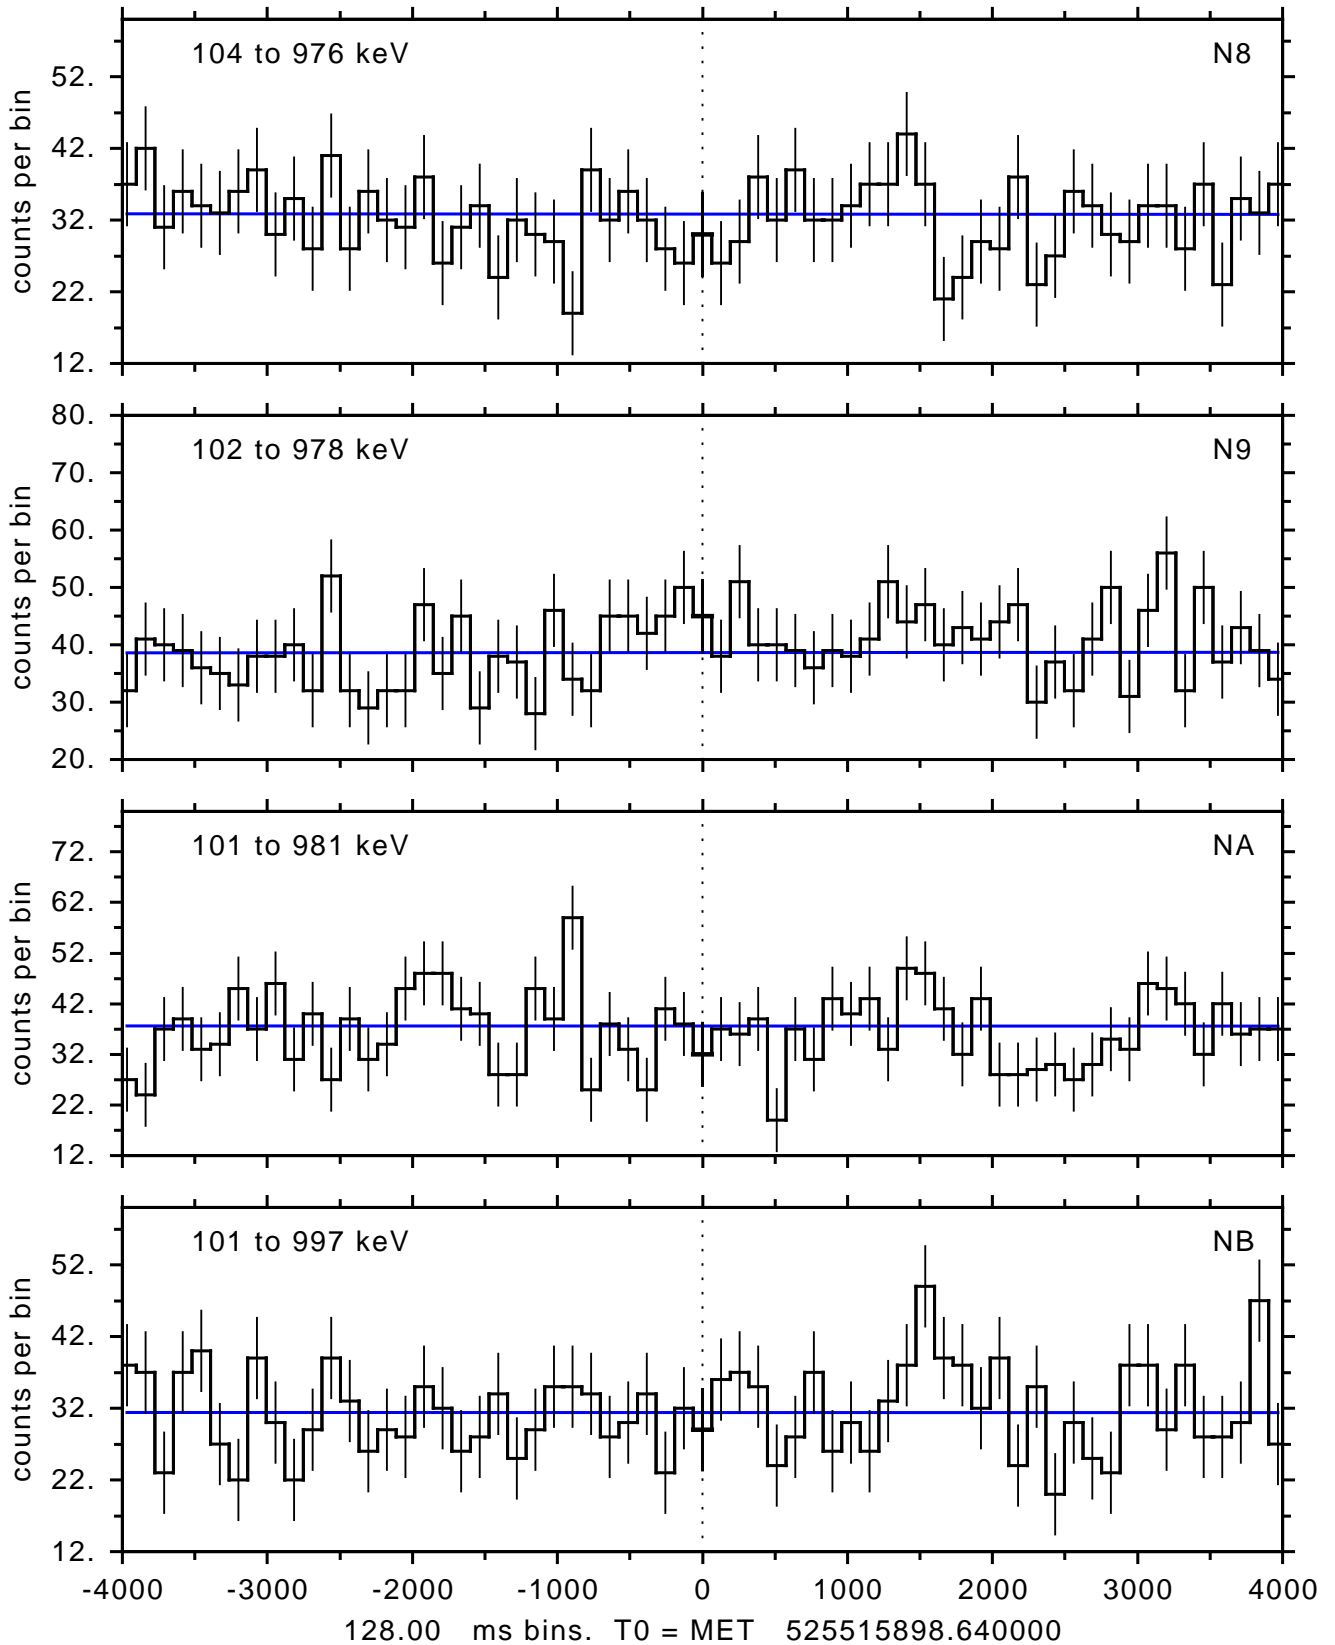 104 to 976 keV N8
52.
42.
32.
22.
12.
counts per bin
102 to 978 keV N9
80.
70.
60.
50.
40.
30.
20.
counts per bin
101 to 981 keV NA
72.
62.
52.
42.
32.
22.
12.
counts per bin
101 to 997 keV NB
52.
42.
32.
22.
12.
counts per bin
-4000 -3000 -2000 -1000 0 1000 2000 3000 4000
128.00 ms bins. T0 = MET 525515898.640000